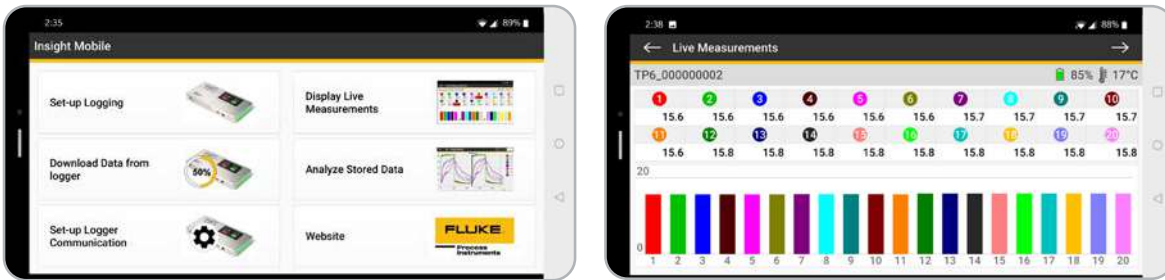 2:35
89%
Insight Mobile
Set-up Logging
Display Live
Measurements
Download Data from
logger
50%
Analyze Stored Data
Set-up Logger
Communication
Website
FLUKE
Process
Instruments
2:38
88%
Live Measurements
TP6_000000002
85% 17°C
1 2 3 4 5 6 7 8 9 10
15.6 15.6 15.6 15.6 15.6 15.6 15.7 15.7 15.7 15.7
11 12 13 14 15 16 17 18 19 20
15.6 15.8 15.8 15.8 15.8 15.8 15.8 15.8 15.8 15.8
20
0
1 2 3 4 5 6 7 8 9 10 11 12 13 14 15 16 17 18 19 20